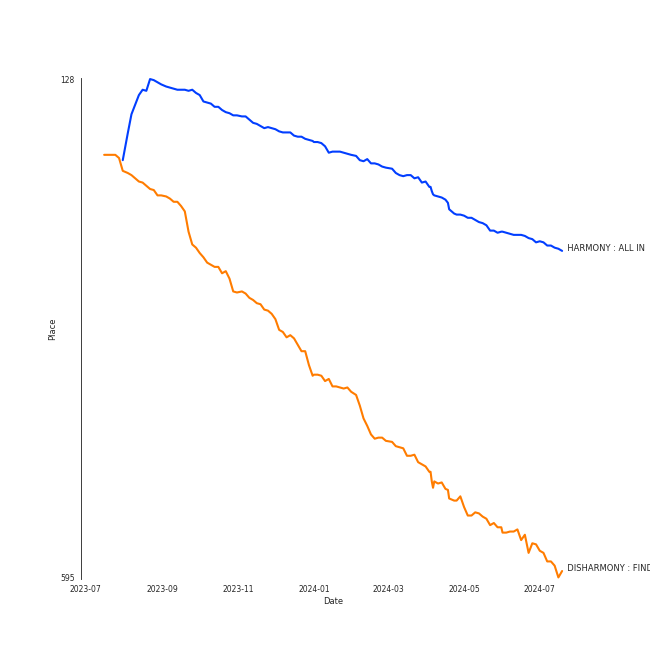 128
HARMONY : ALL IN
Place
DISHARMONY : FIND
595
2023-07 2023-09 2023-11 2024-01 2024-03 2024-05 2024-07
Date